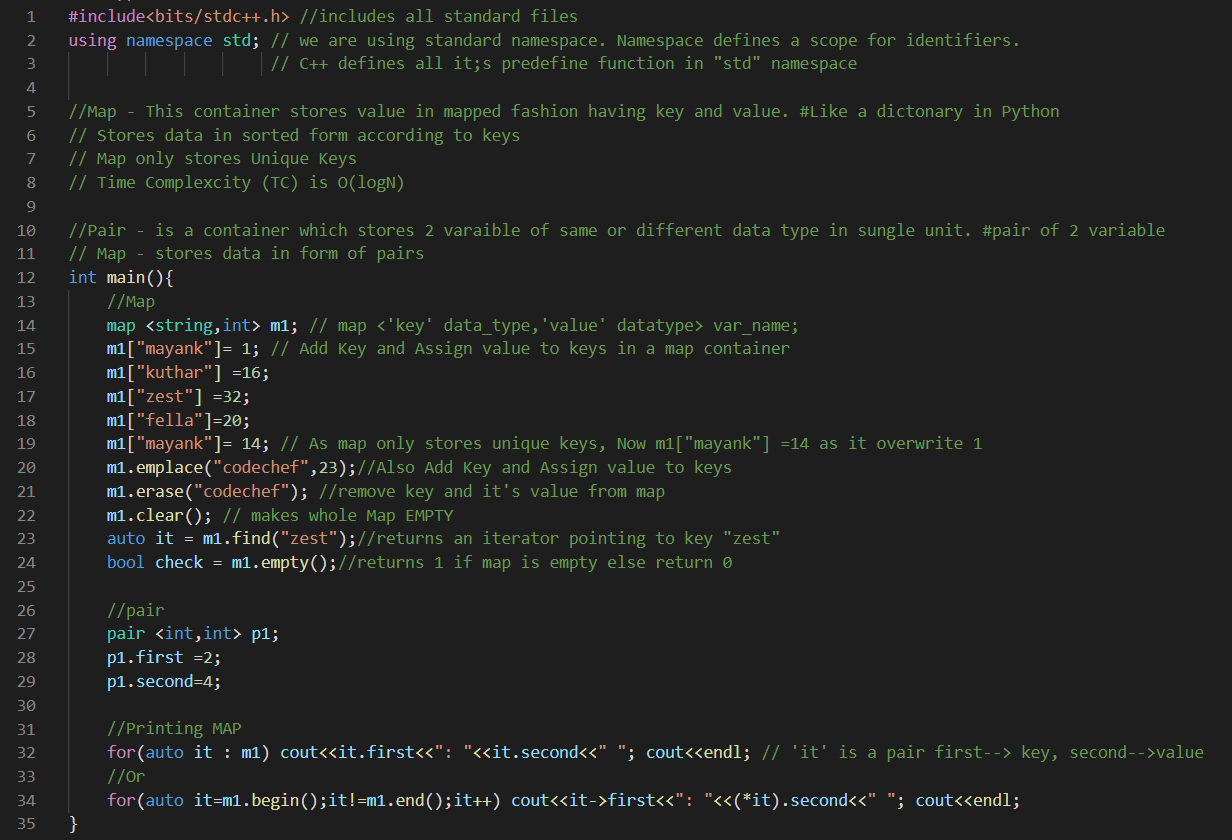 1 #include<bits/stdc++.h> //includes all standard files
2 using namespace std; // we are using standard namespace. Namespace defines a scope for identifiers.
3 // C++ defines all it;s predefine function in "std" namespace
4
5 //Map - This container stores value in mapped fashion having key and value. #Like a dictonary in Python
6 // Stores data in sorted form according to keys
7 // Map only stores Unique Keys
8 // Time Complexcity (TC) is O(logN)
9
10 //Pair - is a container which stores 2 varaible of same or different data type in sungle unit. #pair of 2 variable
11 // Map - stores data in form of pairs
12 int main(){
13 //Map
14 map <string,int> m1; // map <'key' data_type,'value' datatype> var_name;
15 m1["mayank"]= 1; // Add Key and Assign value to keys in a map container
16 m1["kuthar"] =16;
17 m1["zest"] =32;
18 m1["fella"]=20;
19 m1["mayank"]= 14; // As map only stores unique keys, Now m1["mayank"] =14 as it overwrite 1
20 m1.emplace("codechef",23);//Also Add Key and Assign value to keys
21 m1.erase("codechef"); //remove key and it's value from map
22 m1.clear(); // makes whole Map EMPTY
23 auto it = m1.find("zest");//returns an iterator pointing to key "zest"
24 bool check = m1.empty();//returns 1 if map is empty else return 0
25
26 //pair
27 pair <int,int> p1;
28 p1.first =2;
29 p1.second=4;
30
31 //Printing MAP
32 for(auto it : m1) cout<<it.first<<": "<<it.second<<" "; cout<<endl; // 'it' is a pair first--> key, second-->value
33 //Or
34 for(auto it=m1.begin();it!=m1.end();it++) cout<<it->first<<": "<<(*it).second<<" "; cout<<endl;
35 }